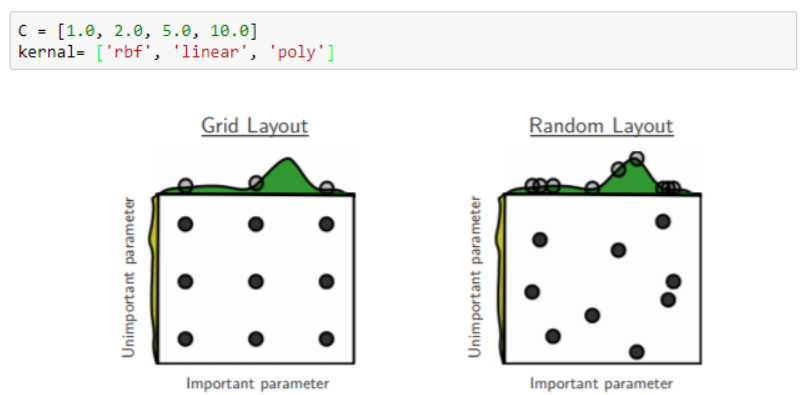 C = [1.0, 2.0, 5.0, 10.0]
kernal= ['rbf', 'linear', 'poly']
Grid Layout
Random Layout
Unimportant parameter
Important parameter
Unimportant parameter
Important parameter